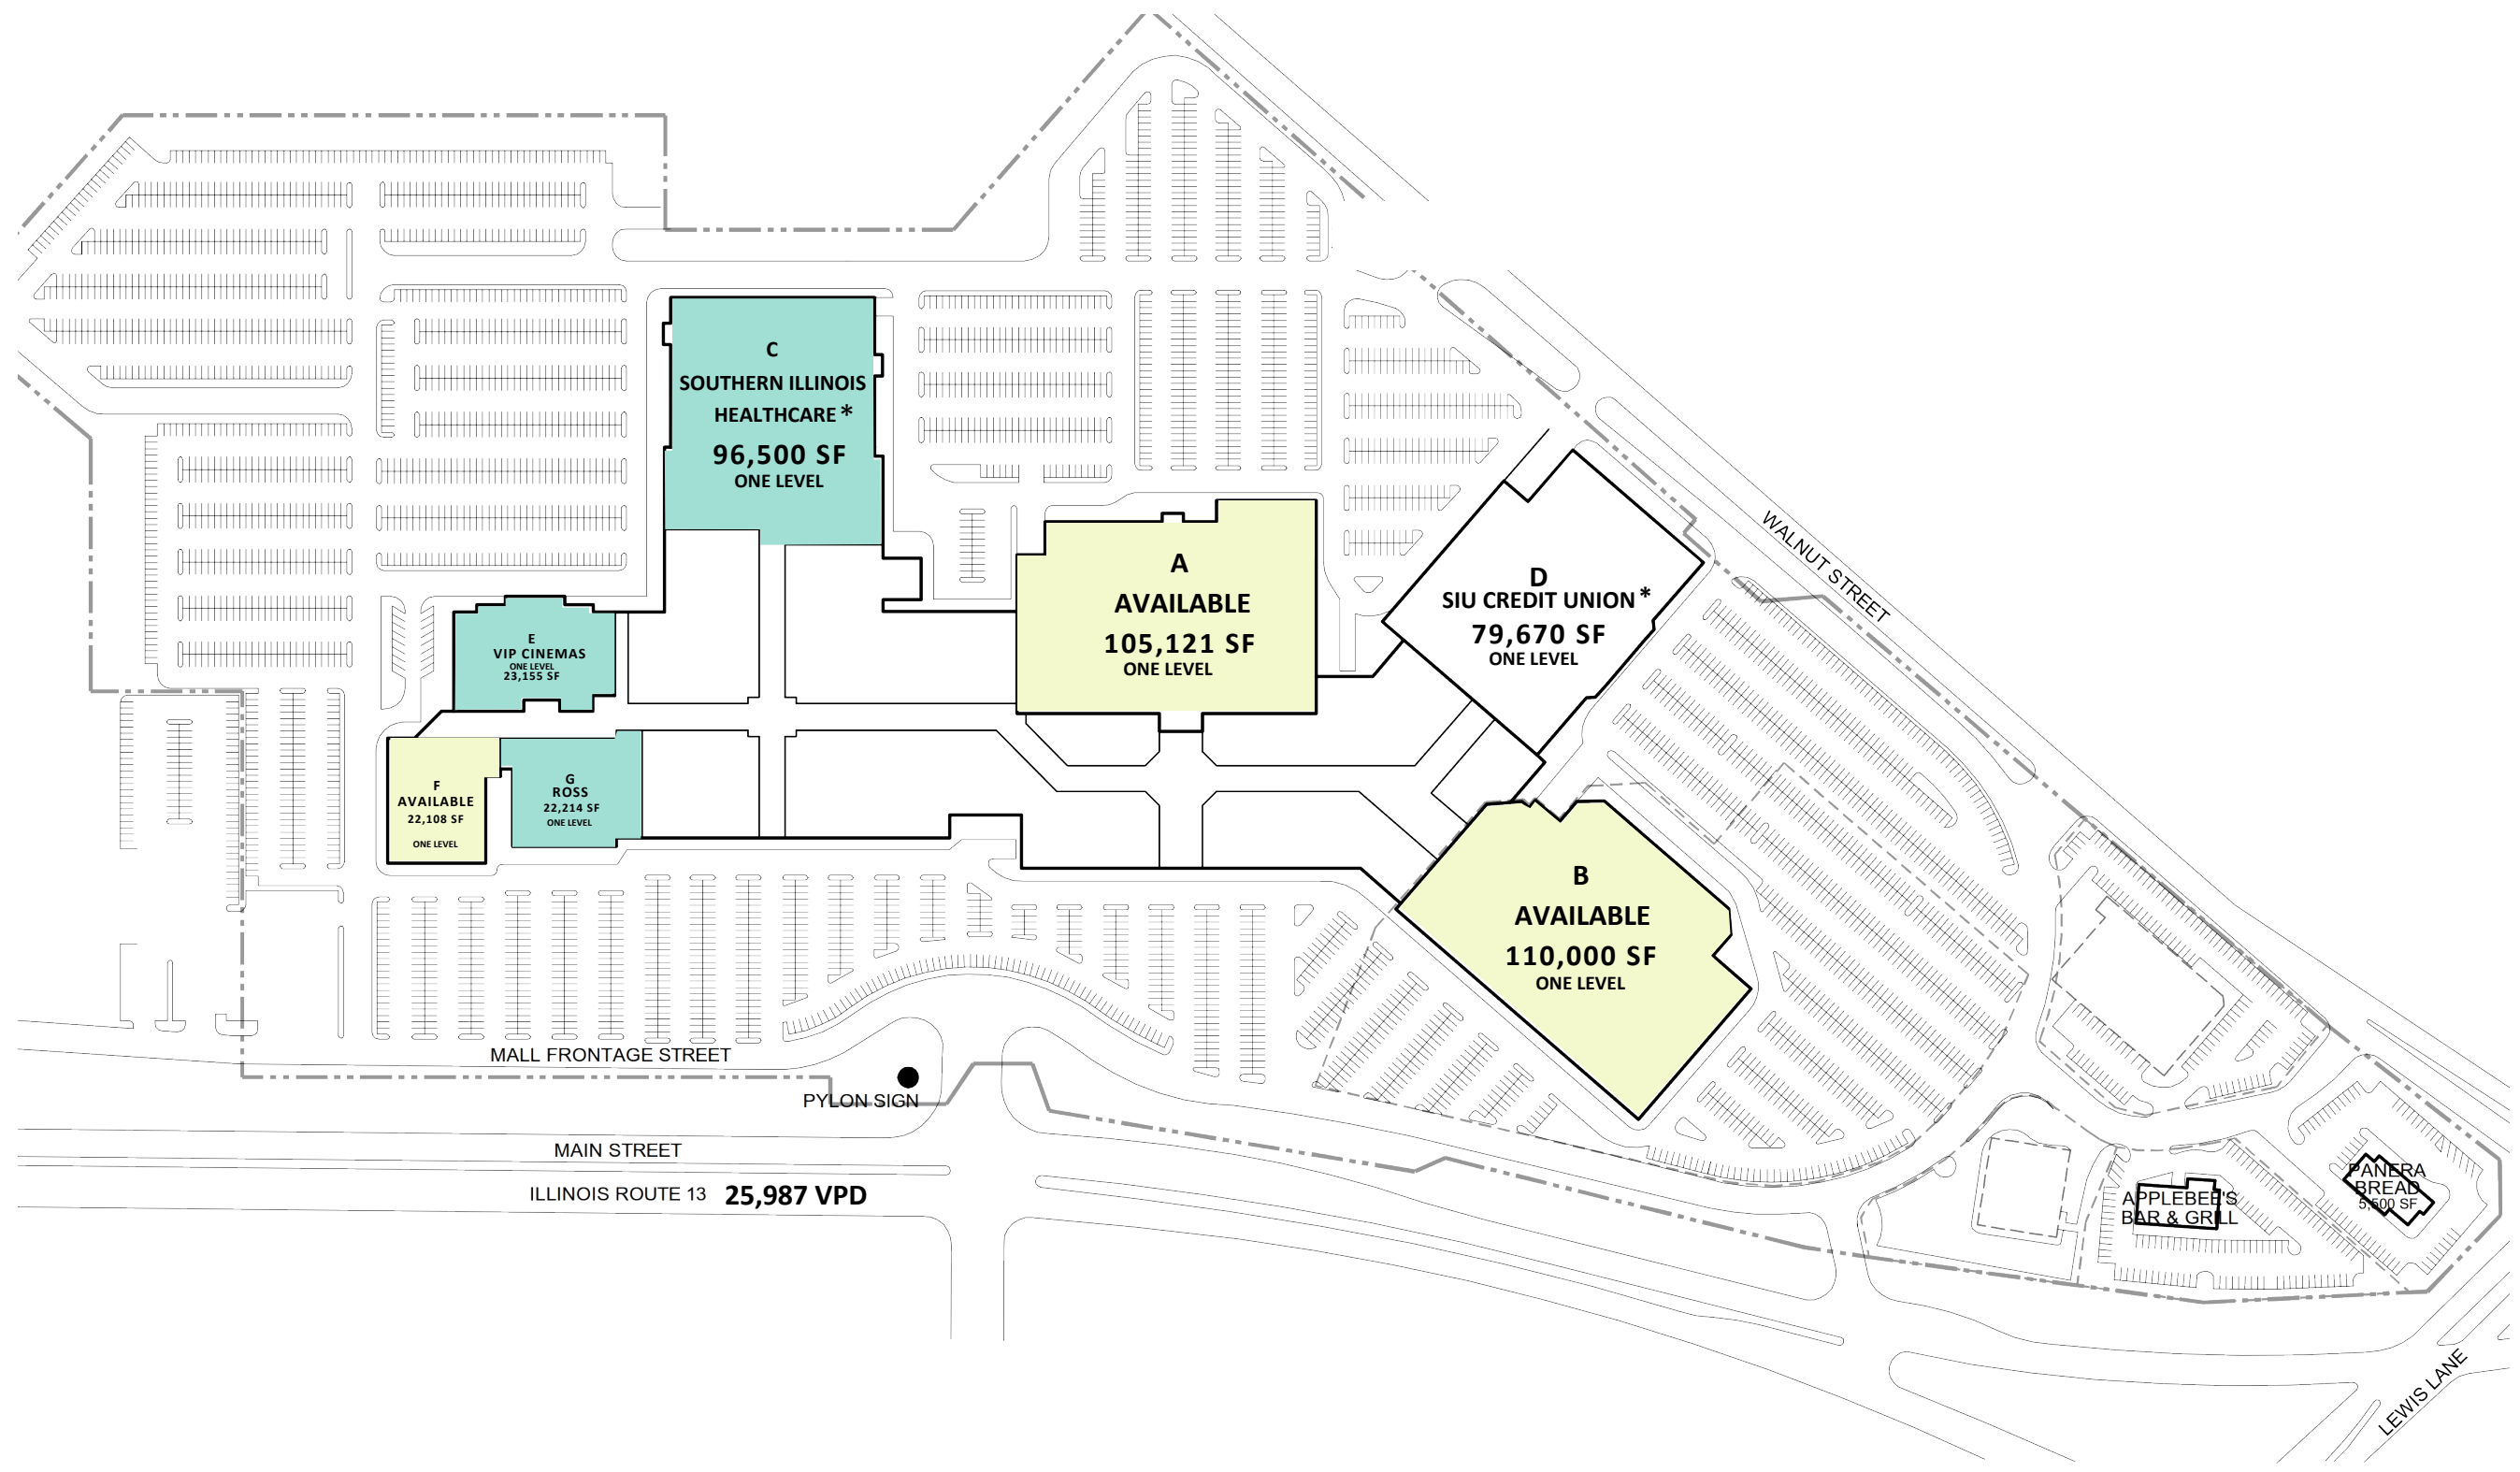 C
SOUTHERN ILLINOIS
HEALTHCARE *
96,500 SF
ONE LEVEL
A
AVAILABLE
105,121 SF
ONE LEVEL
D
SIU CREDIT UNION *
79,670 SF
ONE LEVEL
WALNUT STREET
E
VIP CINEMAS
ONE LEVEL
23,155 SF
F
AVAILABLE
22,108 SF
ONE LEVEL
G
ROSS
22,214 SF
ONE LEVEL
B
AVAILABLE
110,000 SF
ONE LEVEL
MALL FRONTAGE STREET
PYLON SIGN
MAIN STREET
ILLINOIS ROUTE 13 25,987 VPD
APPLEBEE'S
BAR & GRILL
PANERA
BREAD
5,500 SF
LEWIS LANE